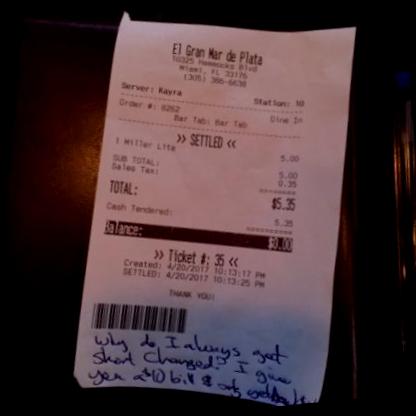 El Gran Mar de Plata
10325 Hammocks Blvd
Miami, FL 33176
(305) 386-6638
Server: Kayra Station: 10
Order #: 8262 Dine In
Bar Tab: Bar Tab
>> SETTLED <<
1 Miller Lite 5.00
SUB TOTAL: 5.00
Sales Tax: 0.35
TOTAL: $5.35
Cash Tendered: 5.35
Balance: $0.00
>> Ticket #: 35 <<
Created: 4/20/2017 10:13:17 PM
SETTLED: 4/20/2017 10:13:25 PM
THANK YOU!
Why do I always get
short changed? I give
you a $10 bill &